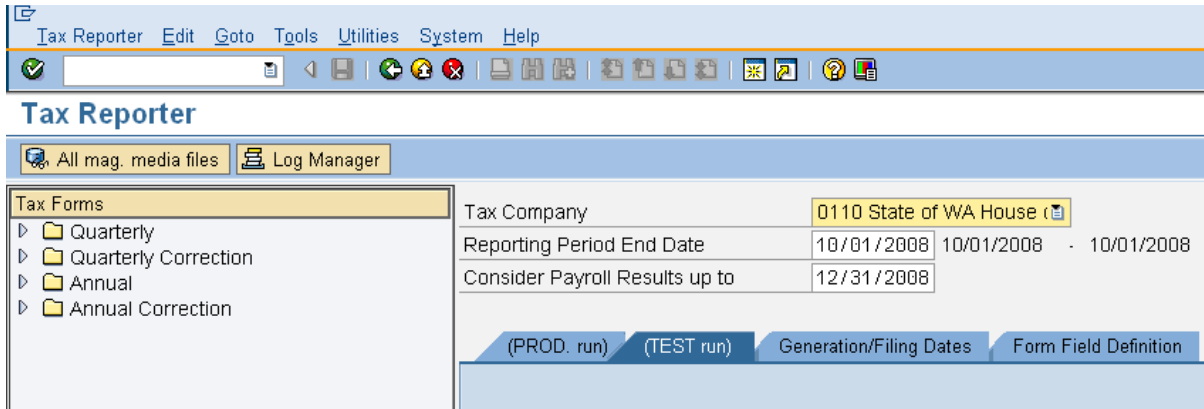 Tax Reporter Edit Goto Tools Utilities System Help
Tax Reporter
All mag. media files Log Manager
Tax Forms
Quarterly
Quarterly Correction
Annual
Annual Correction
Tax Company 0110 State of WA House (
Reporting Period End Date 10/01/2008 10/01/2008 - 10/01/2008
Consider Payroll Results up to 12/31/2008
(PROD. run) (TEST run) Generation/Filing Dates Form Field Definition